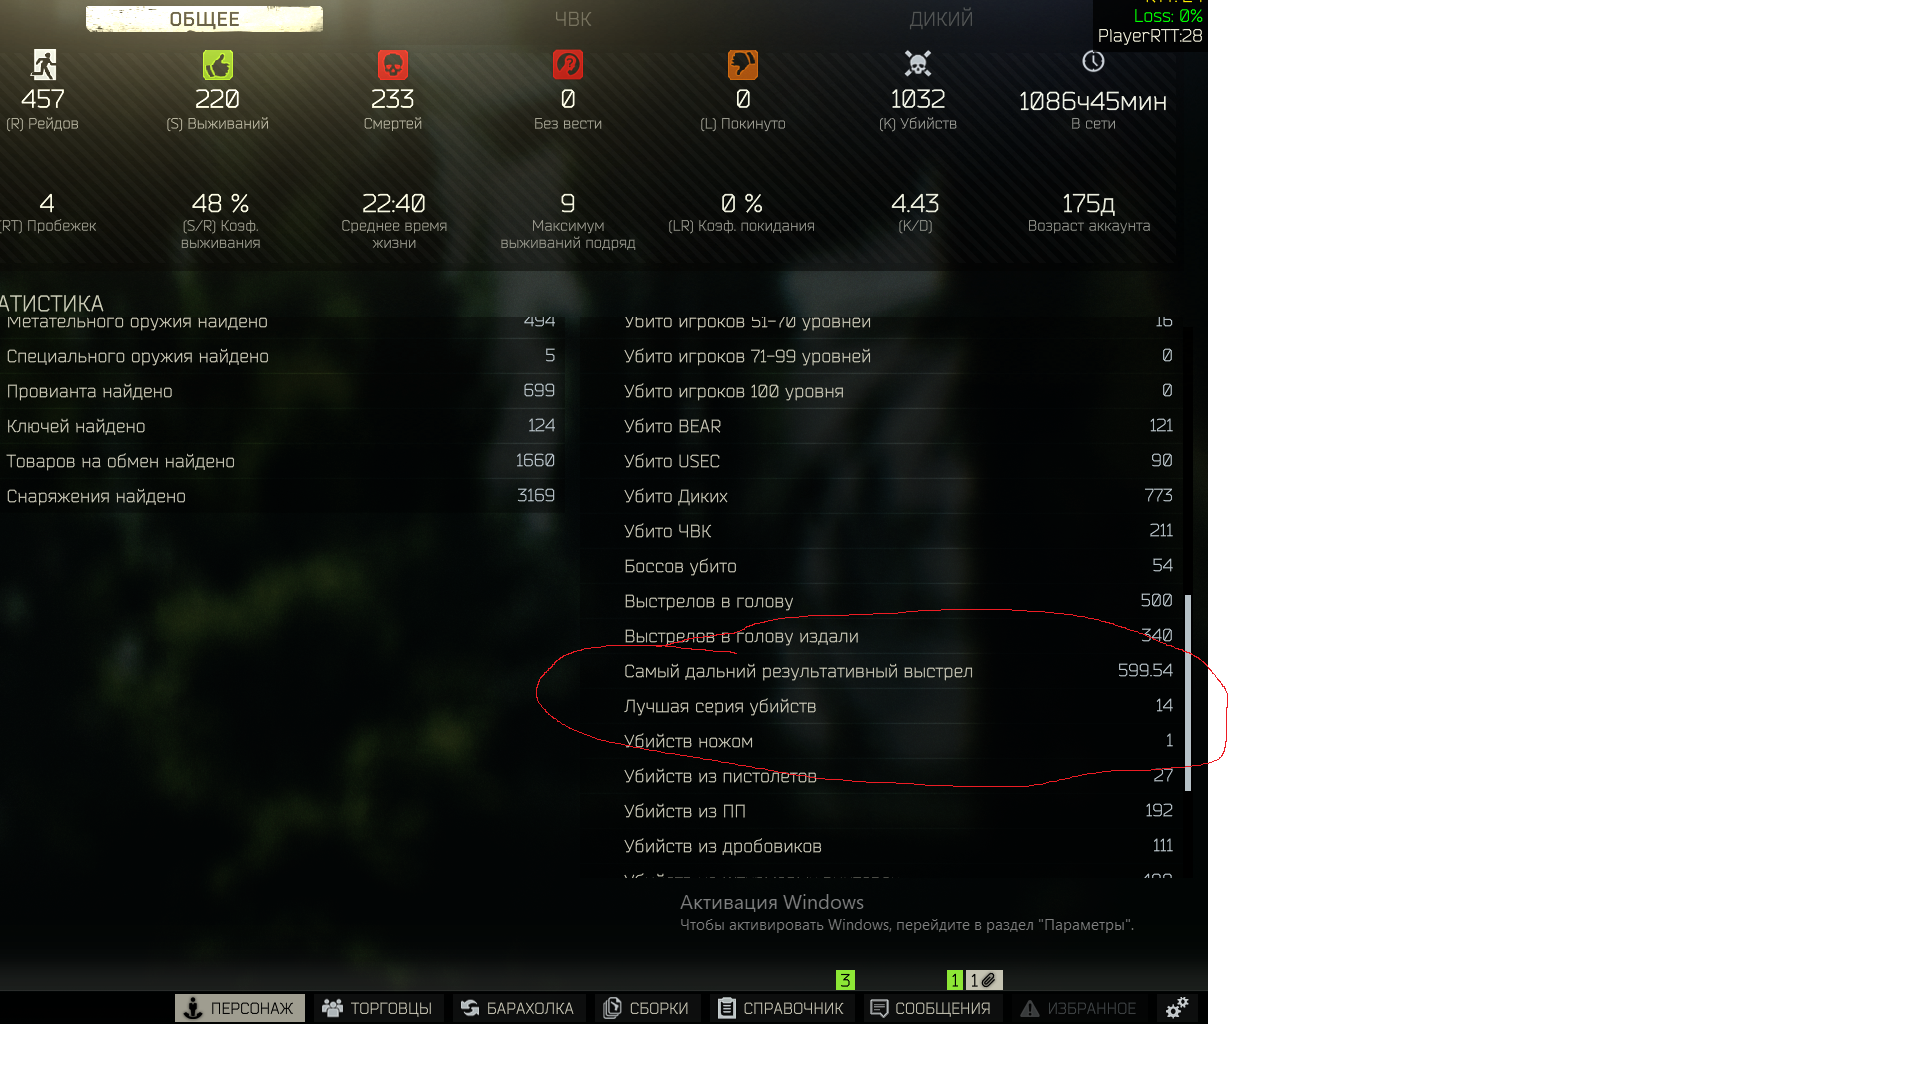 ОБЩЕЕ
ЧВК
ДИКИЙ
Loss: 0%
PlayerRTT:28
457
220
233
0
0
1032
1086ч45мин
(R) Рейдов
(S) Выживаний
Смертей
Без вести
(L) Покинуто
(K) Убийств
В сети
4
48 %
22:40
9
0 %
4.43
175д
RT) Пробежек
(S/R) Коэф. выживания
Среднее время жизни
Максимум выживаний подряд
(LR) Коэф. покидания
(K/D)
Возраст аккаунта
АТИСТИКА
Метательного оружия найдено 494
Специального оружия найдено 5
Провианта найдено 699
Ключей найдено 124
Товаров на обмен найдено 1660
Снаряжения найдено 3169
Убито игроков 51-70 уровней 16
Убито игроков 71-99 уровней 0
Убито игроков 100 уровня 0
Убито BEAR 121
Убито USEC 90
Убито Диких 773
Убито ЧВК 211
Боссов убито 54
Выстрелов в голову 500
Выстрелов в голову издали 340
Самый дальний результативный выстрел 599.54
Лучшая серия убийств 14
Убийств ножом 1
Убийств из пистолетов 27
Убийств из ПП 192
Убийств из дробовиков 111
Активация Windows
Чтобы активировать Windows, перейдите в раздел "Параметры".
3
1
1
ПЕРСОНАЖ
ТОРГОВЦЫ
БАРАХОЛКА
СБОРКИ
СПРАВОЧНИК
СООБЩЕНИЯ
ИЗБРАННОЕ